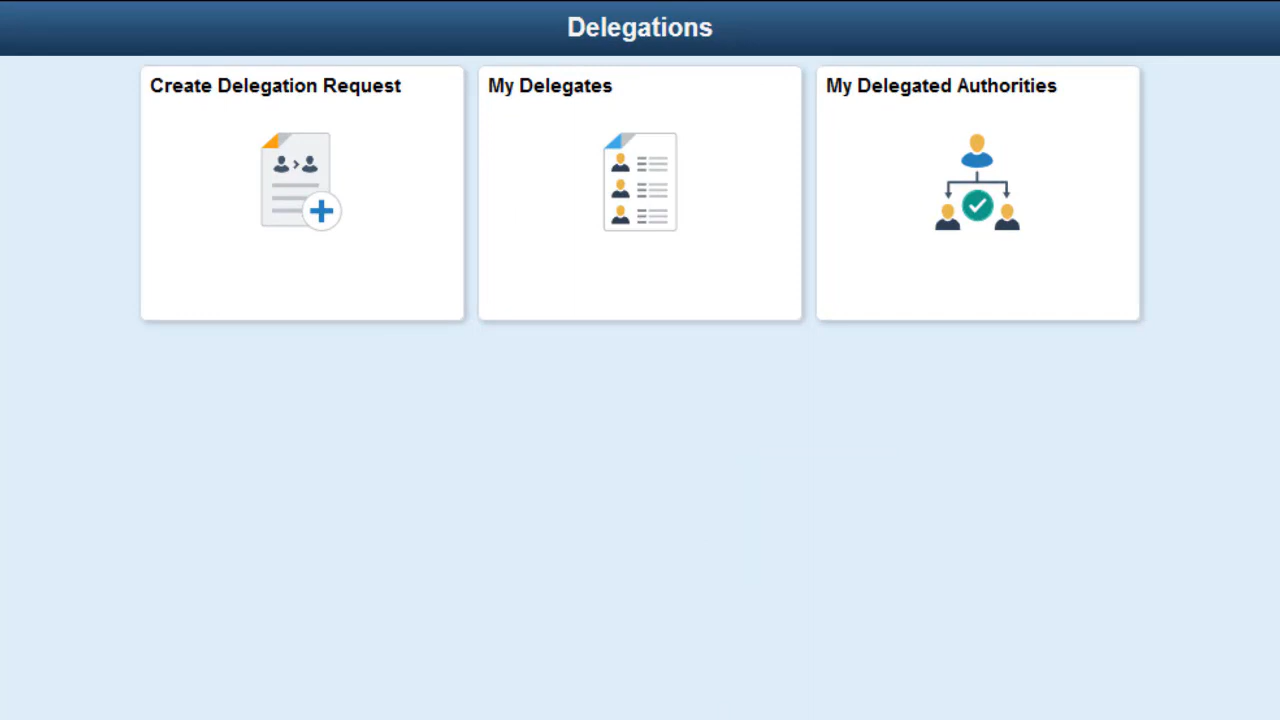 Delegations
Create Delegation Request
My Delegates
My Delegated Authorities